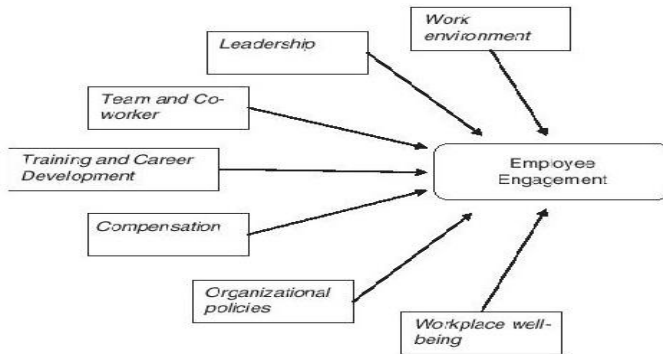 Work
environment
Leadership
Team and Co-
worker
Training and Career
Development
Employee
Engagement
Compensation
Organizational
policies
Workplace well-
being